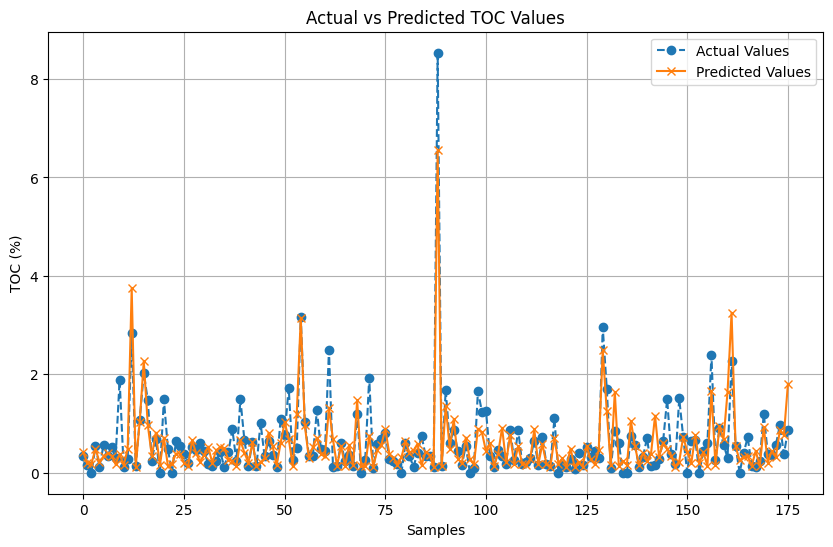 Actual vs Predicted TOC Values
Actual Values
Predicted Values
8
6
4
2
0
TOC (%)
0 25 50 75 100 125 150 175
Samples